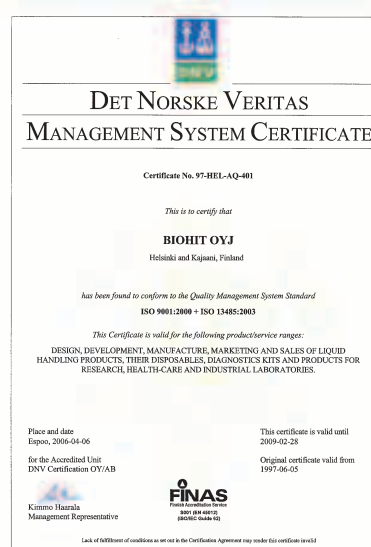 DNV
DET NORSKE VERITAS
MANAGEMENT SYSTEM CERTIFICATE
Certificate No. 97-HEL-AQ-401
This is to certify that
BIOHIT OYJ
Helsinki and Kajaani, Finland
has been found to conform to the Quality Management System Standard
ISO 9001:2000 + ISO 13485:2003
This Certificate is valid for the following product/service ranges:
DESIGN, DEVELOPMENT, MANUFACTURE, MARKETING AND SALES OF LIQUID
HANDLING PRODUCTS, THEIR DISPOSABLES, DIAGNOSTICS KITS AND PRODUCTS FOR
RESEARCH, HEALTH-CARE AND INDUSTRIAL LABORATORIES.
Place and date
Espoo, 2006-04-06
This certificate is valid until
2009-02-28
for the Accredited Unit
DNV Certification OY/AB
Original certificate valid from
1997-06-05
FINAS
Finnish Accreditation Service
S001 (EN 45012)
(ISO/IEC Guide 62)
Kimmo Haarala
Management Representative
Lack of fulfillment of conditions as set out in the Certification Agreement may render this certificate invalid